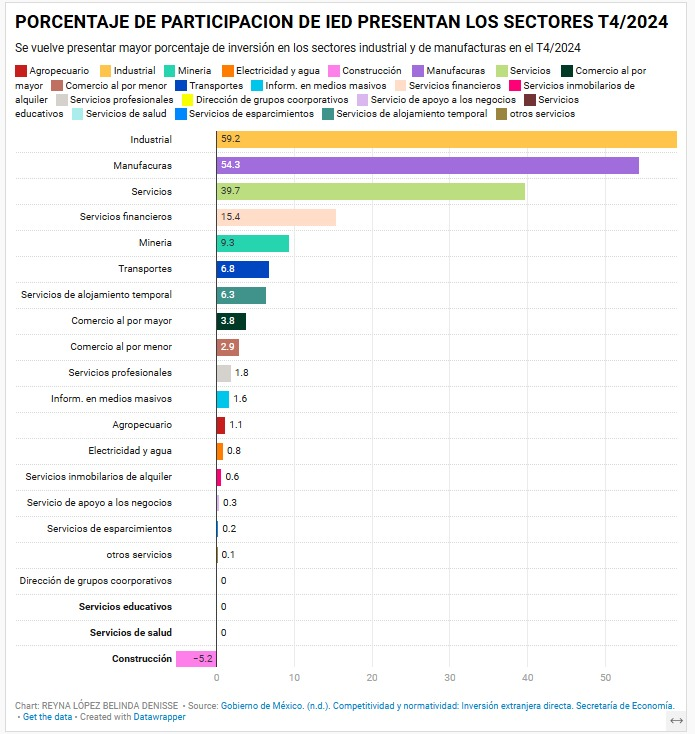 PORCENTAJE DE PARTICIPACION DE IED PRESENTAN LOS SECTORES T4/2024
Se vuelve presentar mayor porcentaje de inversión en los sectores industrial y de manufacturas en el T4/2024
Agropecuario Industrial Mineria Electricidad y agua Construcción Manufacuras Servicios Comercio al por
mayor Comercio al por menor Transportes Inform. en medios masivos Servicios financieros Servicios inmobilarios de
alquiler Servicios profesionales Dirección de grupos coorporativos Servicio de apoyo a los negocios Servicios
educativos Servicios de salud Servicios de esparcimientos Servicios de alojamiento temporal otros servicios
Industrial 59.2
Manufacuras 54.3
Servicios 39.7
Servicios financieros 15.4
Mineria 9.3
Transportes 6.8
Servicios de alojamiento temporal 6.3
Comercio al por mayor 3.8
Comercio al por menor 2.9
Servicios profesionales 1.8
Inform. en medios masivos 1.6
Agropecuario 1.1
Electricidad y agua 0.8
Servicios inmobilarios de alquiler 0.6
Servicio de apoyo a los negocios 0.3
Servicios de esparcimientos 0.2
otros servicios 0.1
Dirección de grupos coorporativos 0
Servicios educativos 0
Servicios de salud 0
Construcción −5.2
0 10 20 30 40 50
Chart: REYNA LÓPEZ BELINDA DENISSE • Source: Gobierno de México. (n.d.). Competitividad y normatividad: Inversión extranjera directa. Secretaría de Economía.
• Get the data • Created with Datawrapper